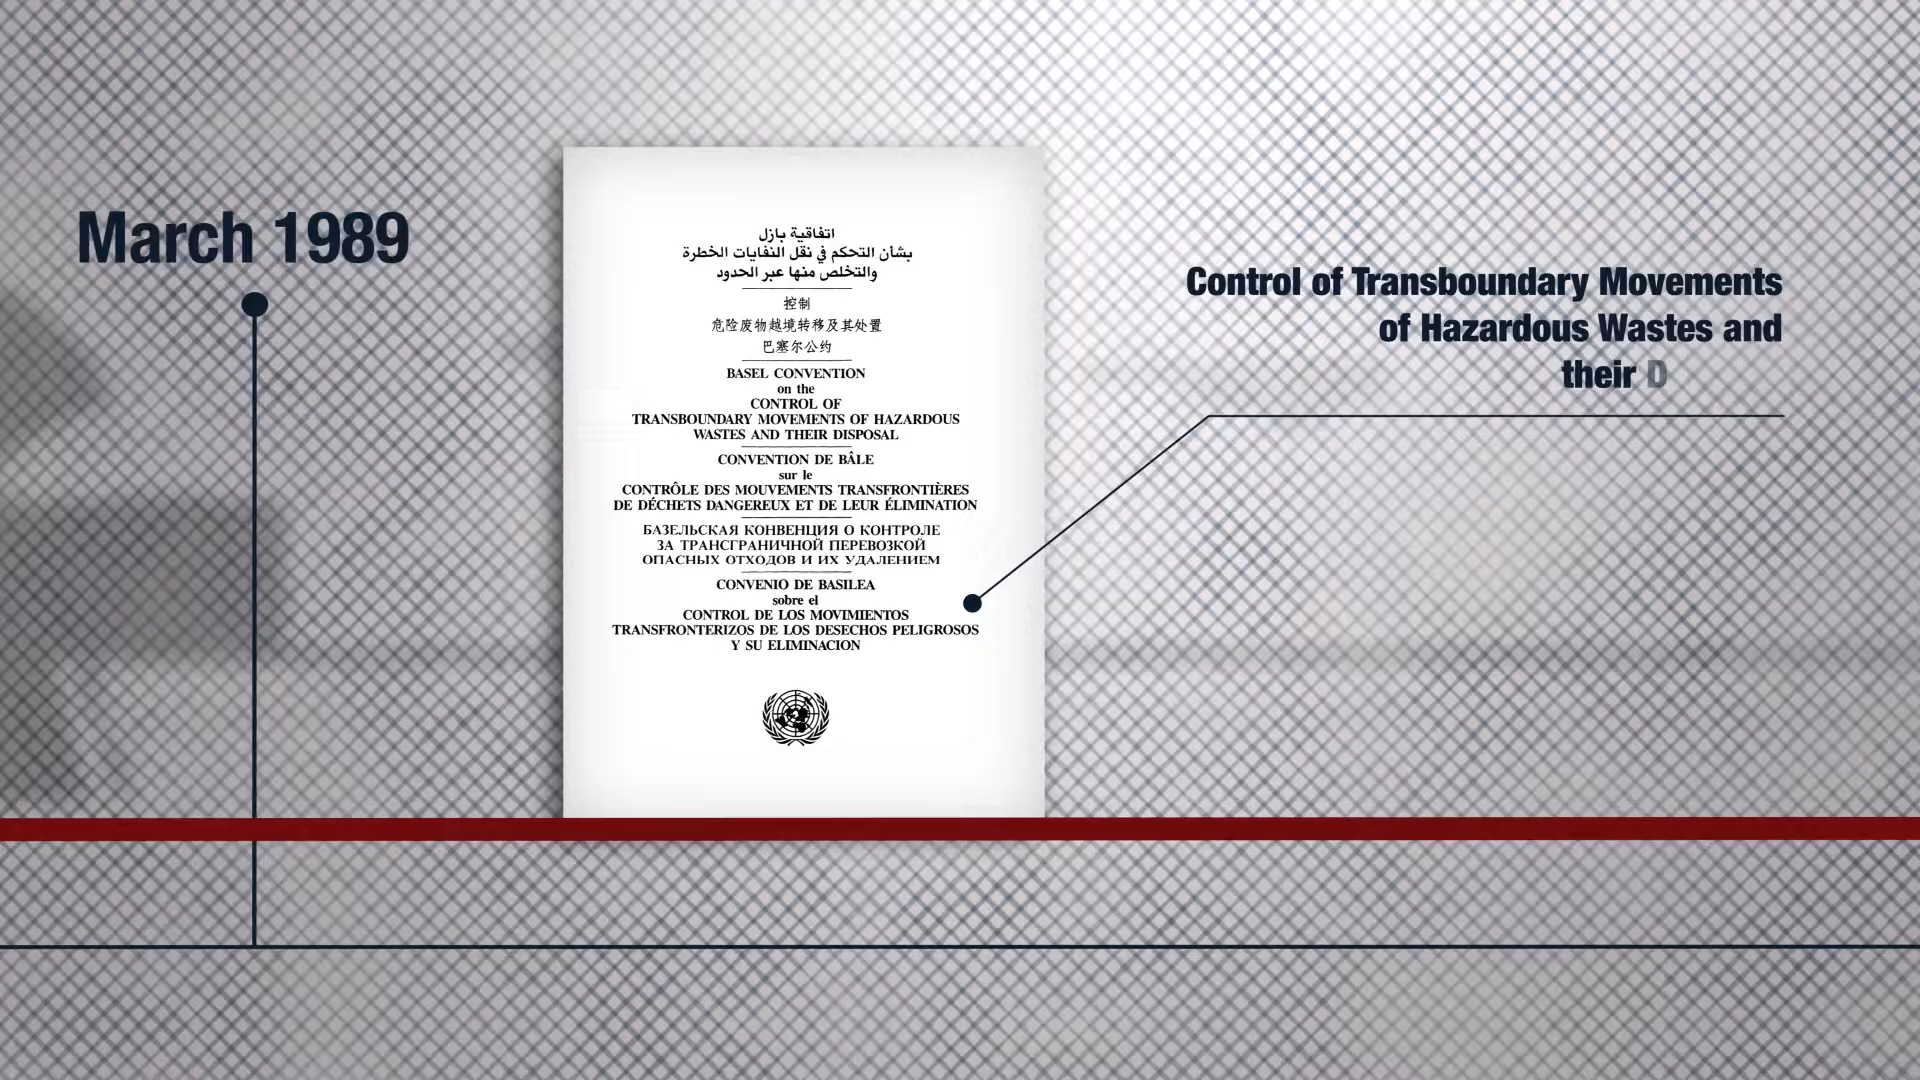 March 1989
اتفاقية بازل
بشأن التحكم في نقل النفايات الخطرة
والتخلص منها عبر الحدود
控制
危险废物越境转移及其处置
巴塞尔公约
BASEL CONVENTION
on the
CONTROL OF
TRANSBOUNDARY MOVEMENTS OF HAZARDOUS
WASTES AND THEIR DISPOSAL
CONVENTION DE BÂLE
sur le
CONTRÔLE DES MOUVEMENTS TRANSFRONTIÈRES
DE DÉCHETS DANGEREUX ET DE LEUR ÉLIMINATION
БАЗЕЛЬСКАЯ КОНВЕНЦИЯ О КОНТРОЛЕ
ЗА ТРАНСГРАНИЧНОЙ ПЕРЕВОЗКОЙ
ОПАСНЫХ ОТХОДОВ И ИХ УДАЛЕНИЕМ
CONVENIO DE BASILEA
sobre el
CONTROL DE LOS MOVIMIENTOS
TRANSFRONTERIZOS DE LOS DESECHOS PELIGROSOS
Y SU ELIMINACION
Control of Transboundary Movements
of Hazardous Wastes and
their D